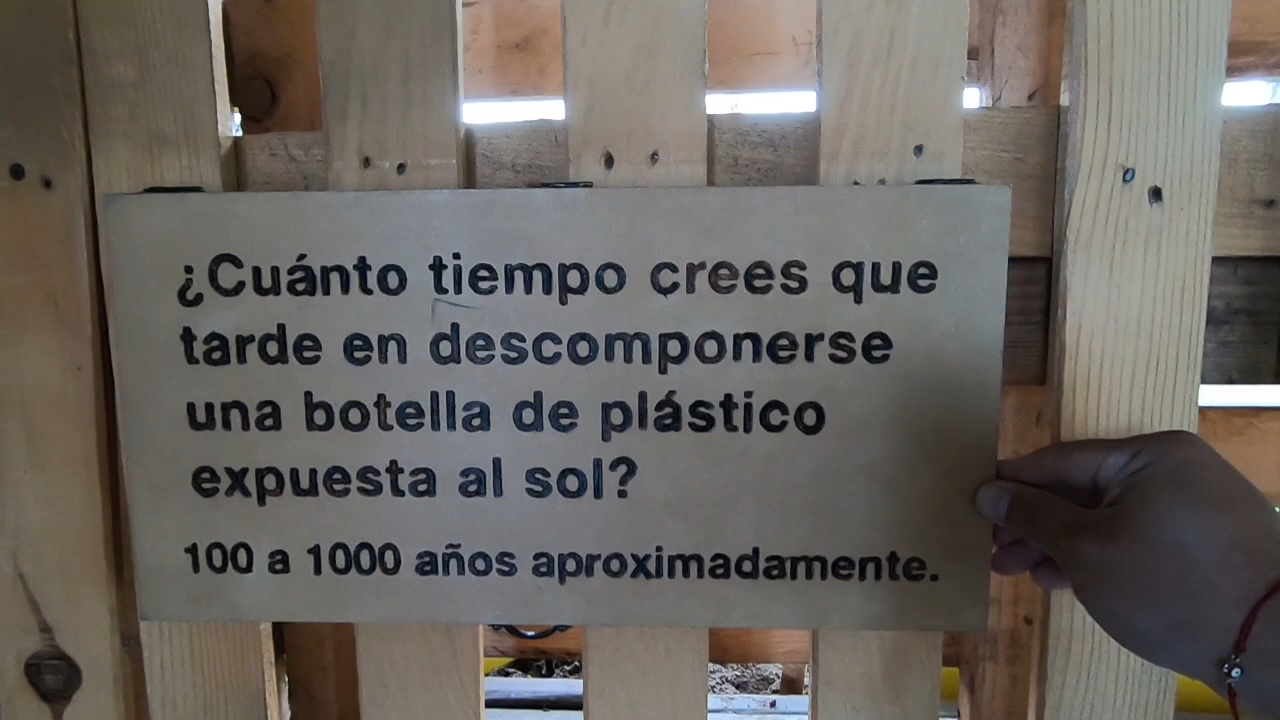 ¿Cuánto tiempo crees que
tarde en descomponerse
una botella de plástico
expuesta al sol?
100 a 1000 años aproximadamente.